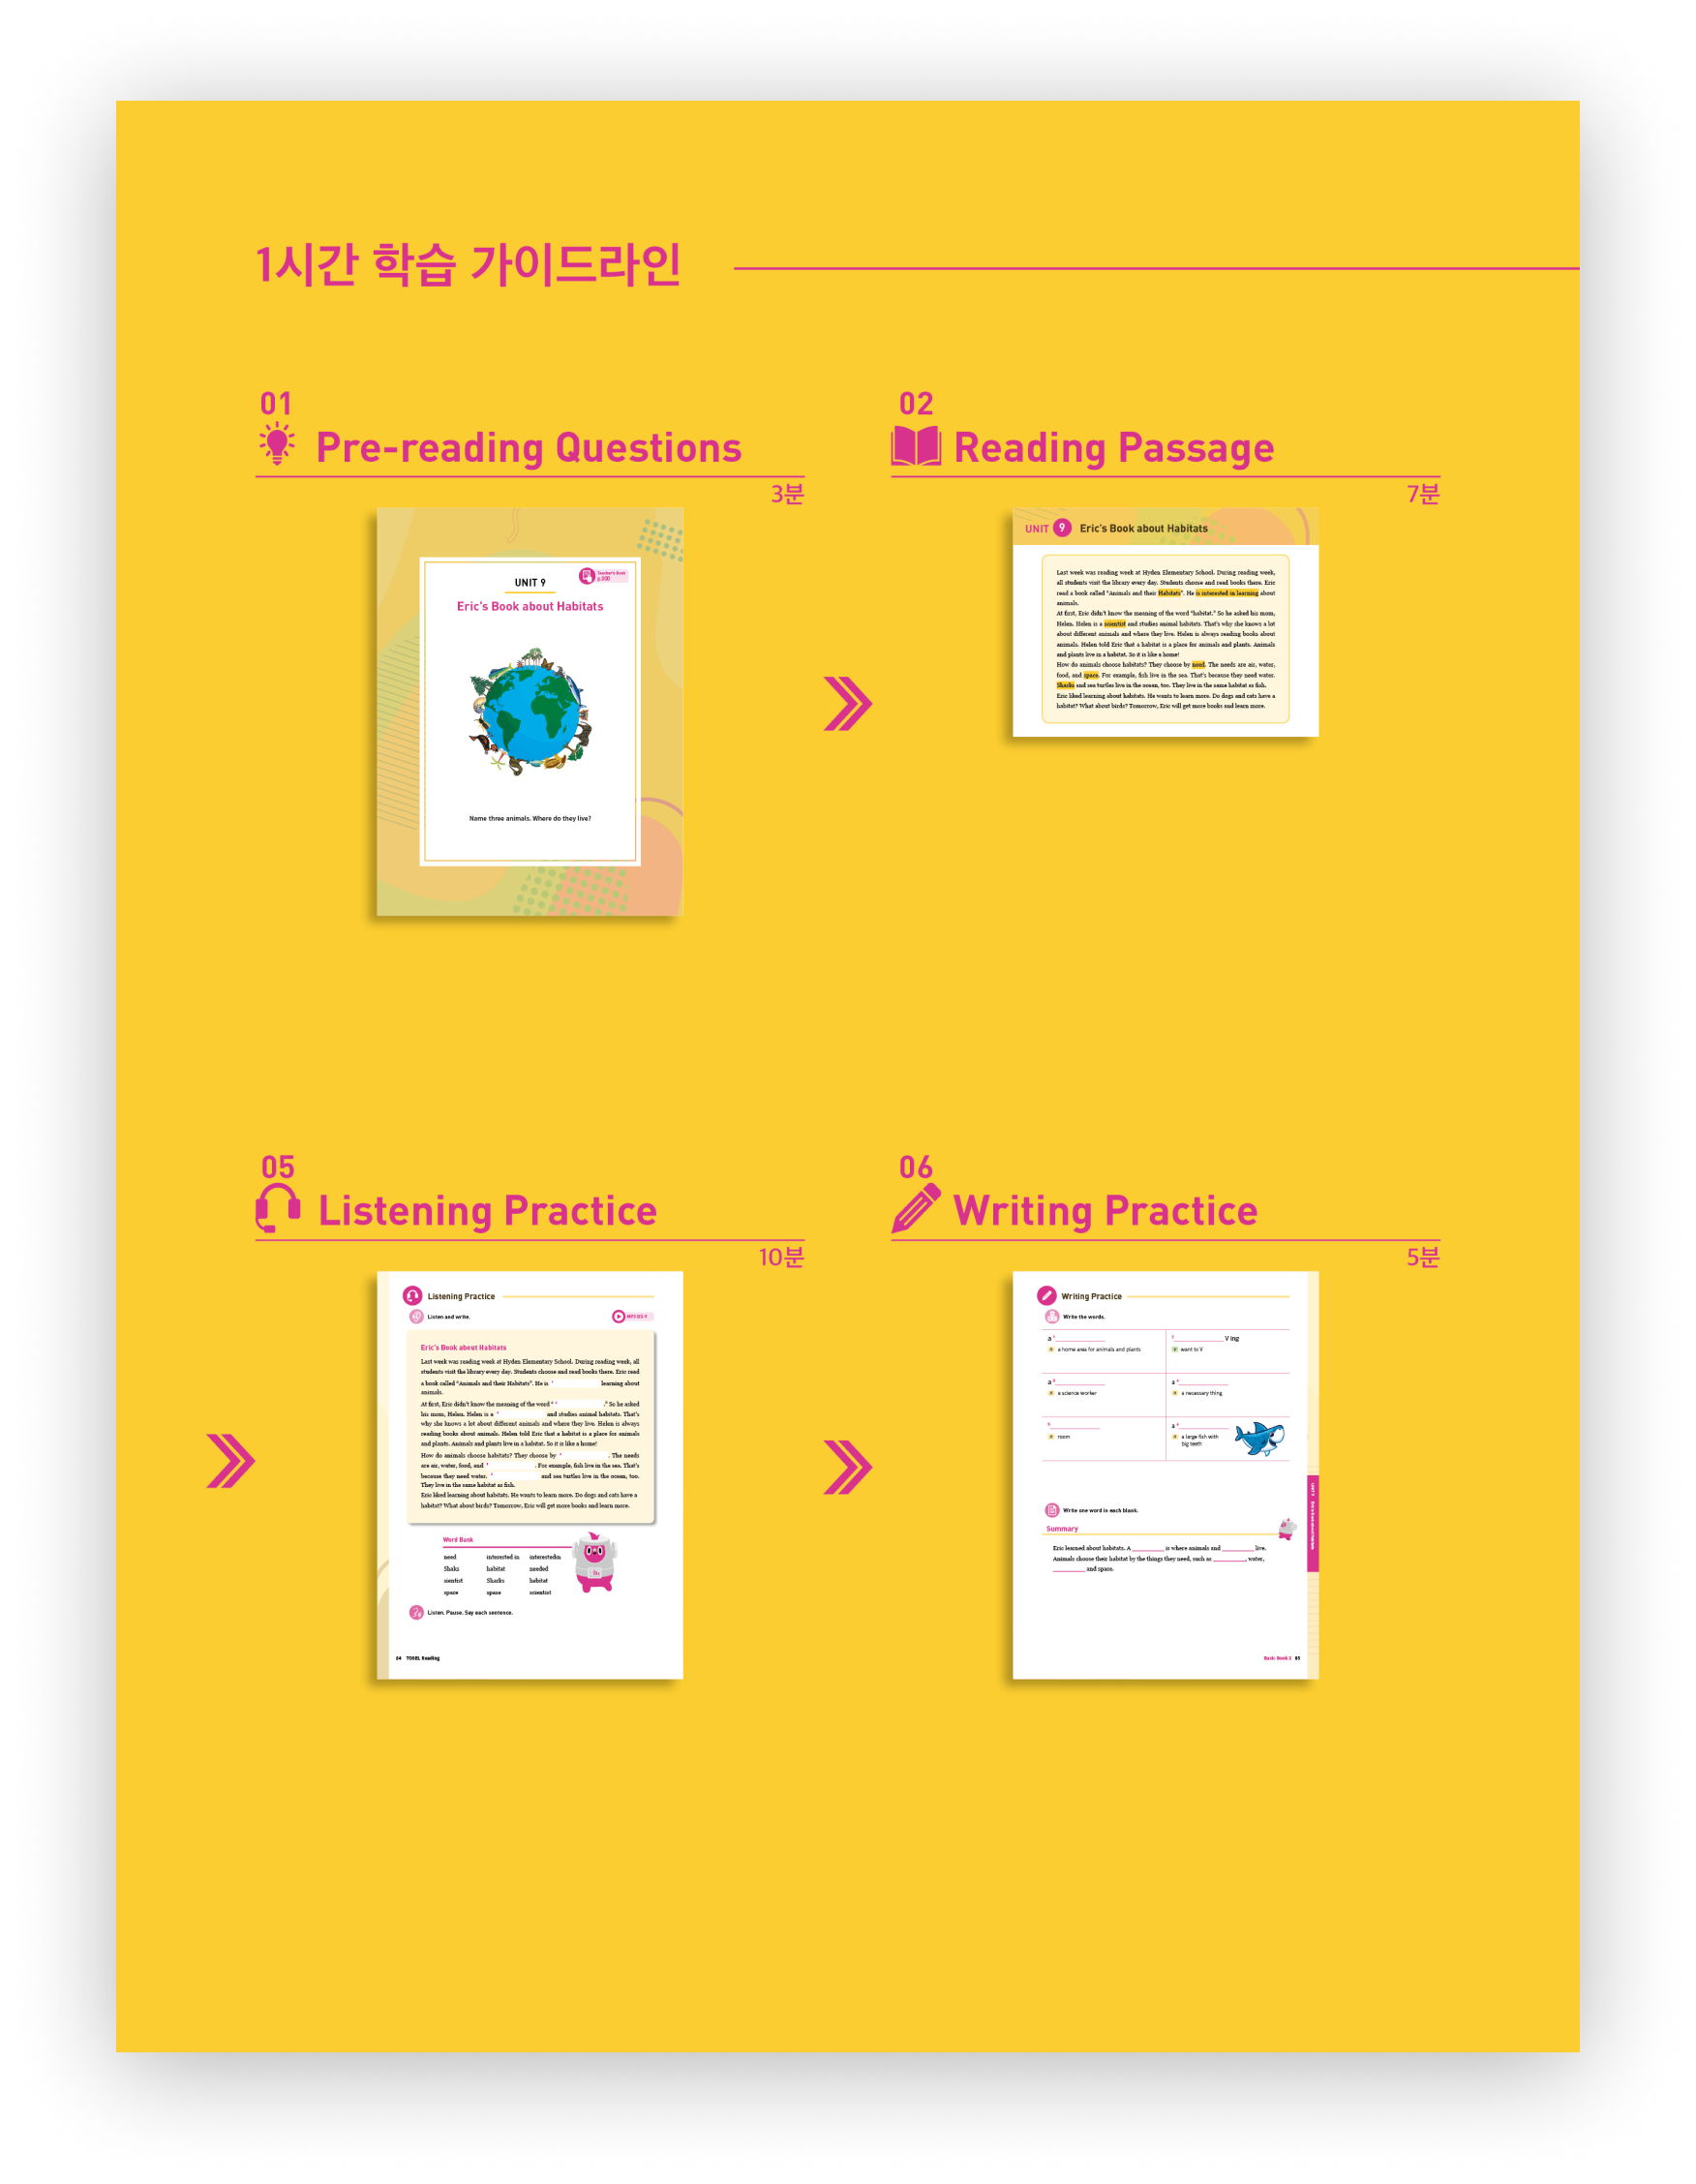 1시간 학습 가이드라인
01
Pre-reading Questions
3분
UNIT 9
Teacher's Book
p.000
Eric's Book about Habitats
Name three animals. Where do they live?
02
Reading Passage
7분
UNIT 9 Eric's Book about Habitats
Last week was reading week at Hyden Elementary School. During reading week,
all students visit the library every day. Students choose and read books there. Eric
read a book called "Animals and their Habitats". He is interested in learning about
animals.
At first, Eric didn't know the meaning of the word "habitat." So he asked his mom,
Helen. Helen is a scientist and studies animal habitats. That's why she knows a lot
about different animals and where they live. Helen is always reading books about
animals. Helen told Eric that a habitat is a place for animals and plants. Animals
and plants live in a habitat. So it is like a home!
How do animals choose habitats? They choose by need. The needs are air, water,
food, and space. For example, fish live in the sea. That's because they need water.
Sharks and sea turtles live in the ocean, too. They live in the same habitat as fish.
Eric liked learning about habitats. He wants to learn more. Do dogs and cats have a
habitat? What about birds? Tomorrow, Eric will get more books and learn more.
05
Listening Practice
10분
Listening Practice
Listen and write.
Eric's Book about Habitats
Last week was reading week at Hyden Elementary School. During reading week, all
students visit the library every day. Students choose and read books there. Eric read
a book called "Animals and their Habitats". He is 1 learning about
animals.
At first, Eric didn't know the meaning of the word " 2 ." So he asked
his mom, Helen. Helen is a 3 and studies animal habitats. That's
why she knows a lot about different animals and where they live. Helen is always
reading books about animals. Helen told Eric that a habitat is a place for animals
and plants. Animals and plants live in a habitat. So it is like a home!
How do animals choose habitats? They choose by 4 . The needs
are air, water, food, and 5 . For example, fish live in the sea. That's
because they need water. 6 and sea turtles live in the ocean, too.
They live in the same habitat as fish.
Eric liked learning about habitats. He wants to learn more. Do dogs and cats have a
habitat? What about birds? Tomorrow, Eric will get more books and learn more.
Word Bank
need interested in interestedin
Shaks habitat needed
sientist Sharks babitat
spase space scientist
Listen. Pause. Say each sentence.
64 TOSEL Reading
06
Writing Practice
5분
Writing Practice
Write the words.
a 1 
n a home area for animals and plants
2 V ing
v want to V
a 3
n a science worker
a 4
n a necessary thing
5
n room
a 6
n a large fish with
big teeth
Write one word in each blank.
Summary
Eric learned about habitats. A ________ is where animals and ________ live.
Animals choose their habitat by the things they need, such as ________, water,
________ and space.
UNIT 9 Eric's Book about Habitats
Basic Book 2 65